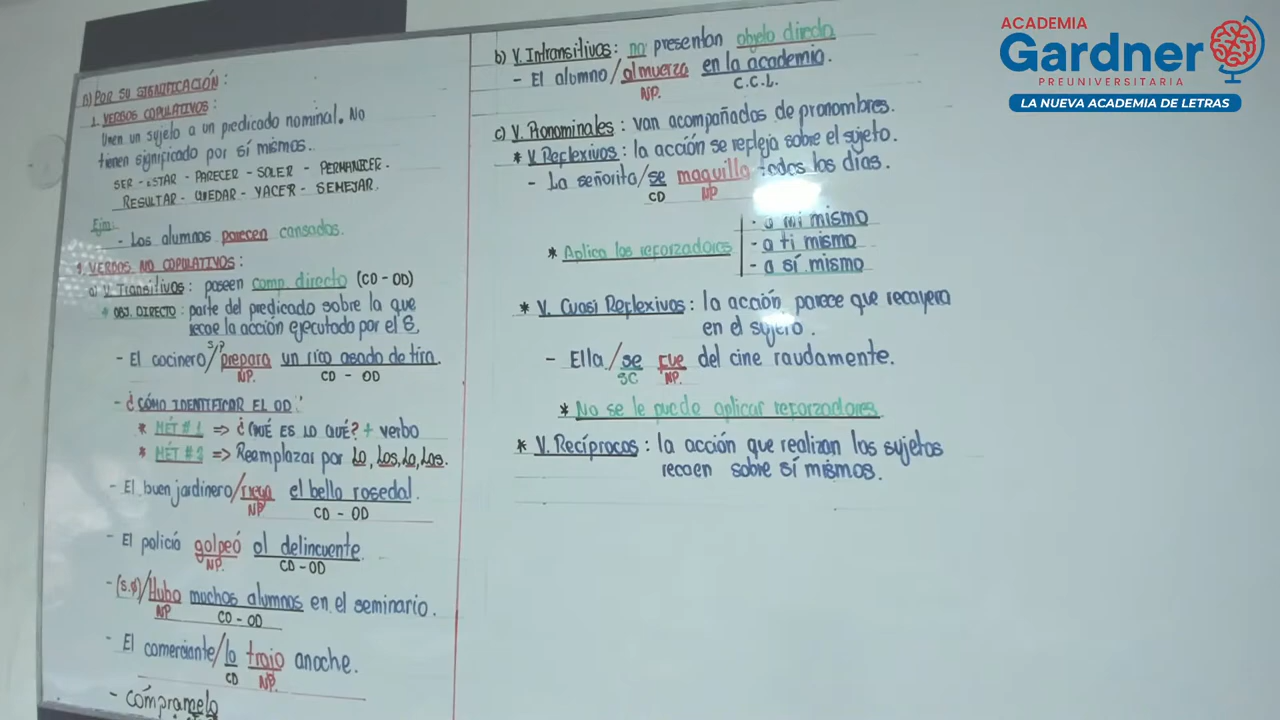 B) POR SU SIGNIFICACIÓN:
1. VERBOS COPULATIVOS:
Unen un sujeto a un predicado nominal. No
tienen significado por sí mismos.
SER - ESTAR - PARECER - SOLER - PERMANECER.
RESULTAR - QUEDAR - YACER - SEMEJAR.
Ejm:
- Los alumnos parecen cansados.
1. VERBOS NO COPULATIVOS:
a) V. Transitivos: poseen comp. directo (CD - OD)
* OBJ. DIRECTO: parte del predicado sobre la que
recae la acción ejecutado por el S.
S/P
- El cocinero/prepara un rico asado de tira.
NP. CD - OD
- ¿CÓMO IDENTIFICAR EL OD:
* MÉT # 1 => ¿QUÉ ES LO QUÉ? + verbo
* MÉT # 2 => Reemplazar por Lo, Los, La, Las.
- El buen jardinero/riega el bello rosedal.
NP CD - OD
- El policía golpeó al delincuente.
NP. CD - OD
- (S.Ø)/Hubo muchos alumnos en el seminario.
NP CD - OD
- El comerciante/lo trajo anoche.
CD NP.
- cómpramelo
b) V. Intransitivos: no presentan objeto directo
- El alumno/almuerza en la academia.
NP. C.C.L.
c) V. Pronominales: van acompañados de pronombres.
* V. Reflexivos: la acción se refleja sobre el sujeto.
- La señorita/se maquilla todos los días.
CD NP
* Aplica los reforzadores
- a mi mismo
- a ti mismo
- a sí mismo
* V. Cuasi Reflexivos: la acción parece que recayera
en el sujeto.
- Ella/se fue del cine raudamente.
SC NP.
* No se le puede aplicar reforzadores
* V. Recíprocos: la acción que realizan los sujetos
recaen sobre sí mismos.
ACADEMIA
Gardner
PREUNIVERSITARIA
LA NUEVA ACADEMIA DE LETRAS